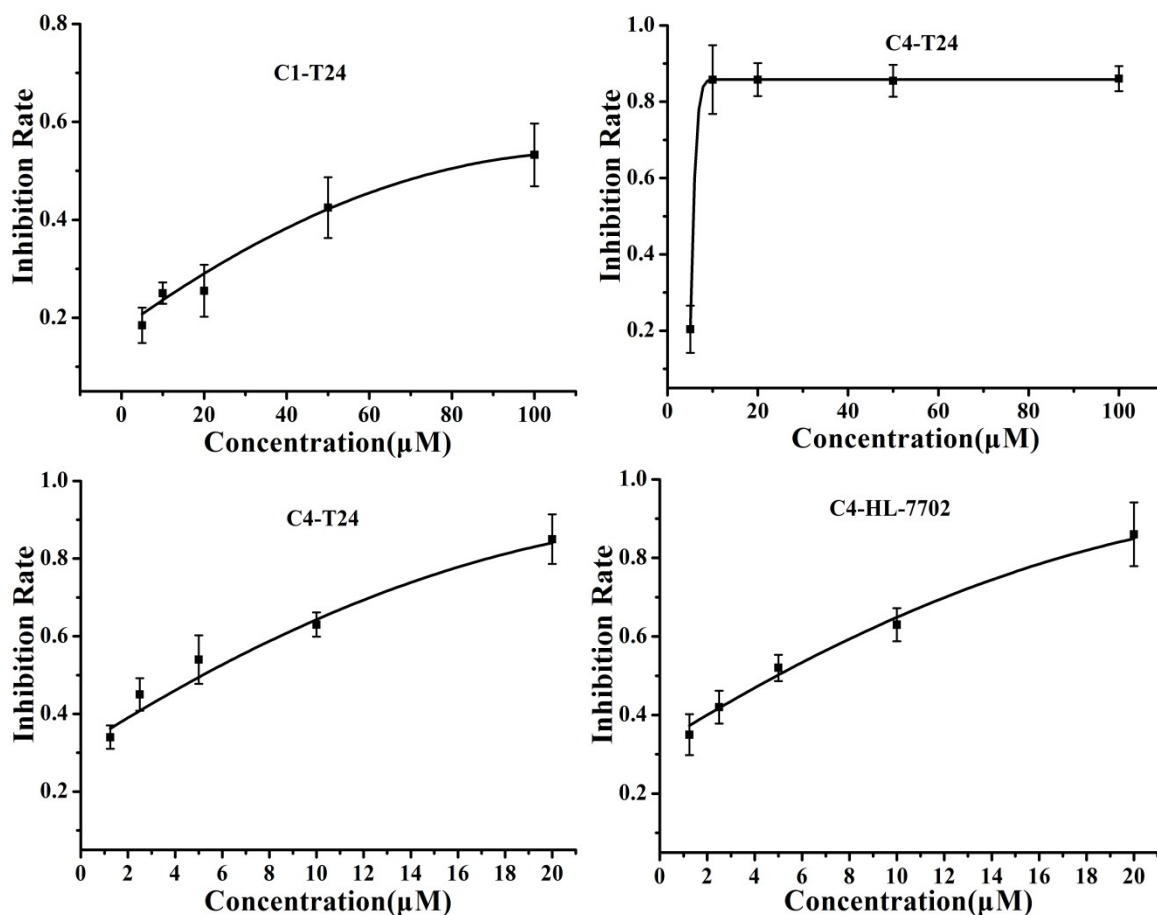 C1-T24
Inhibition Rate
0.8
0.6
0.4
0.2
0 20 40 60 80 100
Concentration(µM)
C4-T24
Inhibition Rate
1.0
0.8
0.6
0.4
0.2
0 20 40 60 80 100
Concentration(µM)
C4-T24
Inhibition Rate
1.0
0.8
0.6
0.4
0.2
0 2 4 6 8 10 12 14 16 18 20
Concentration(µM)
C4-HL-7702
Inhibition Rate
1.0
0.8
0.6
0.4
0.2
0 2 4 6 8 10 12 14 16 18 20
Concentration(µM)